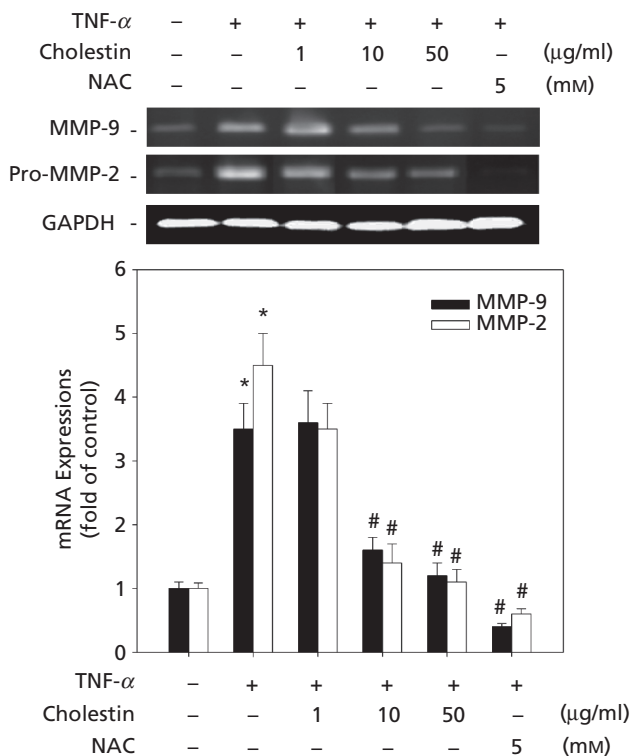 TNF-α – + + + + +
Cholestin – – 1 10 50 – (μg/ml)
NAC – – – – – 5 (mM)
MMP-9 -
Pro-MMP-2 -
GAPDH -
6
MMP-9
MMP-2
5
4
3
2
1
0
mRNA Expressions
(fold of control)
* *
# #
# #
# #
TNF-α – + + + + +
Cholestin – – 1 10 50 – (μg/ml)
NAC – – – – – 5 (mM)